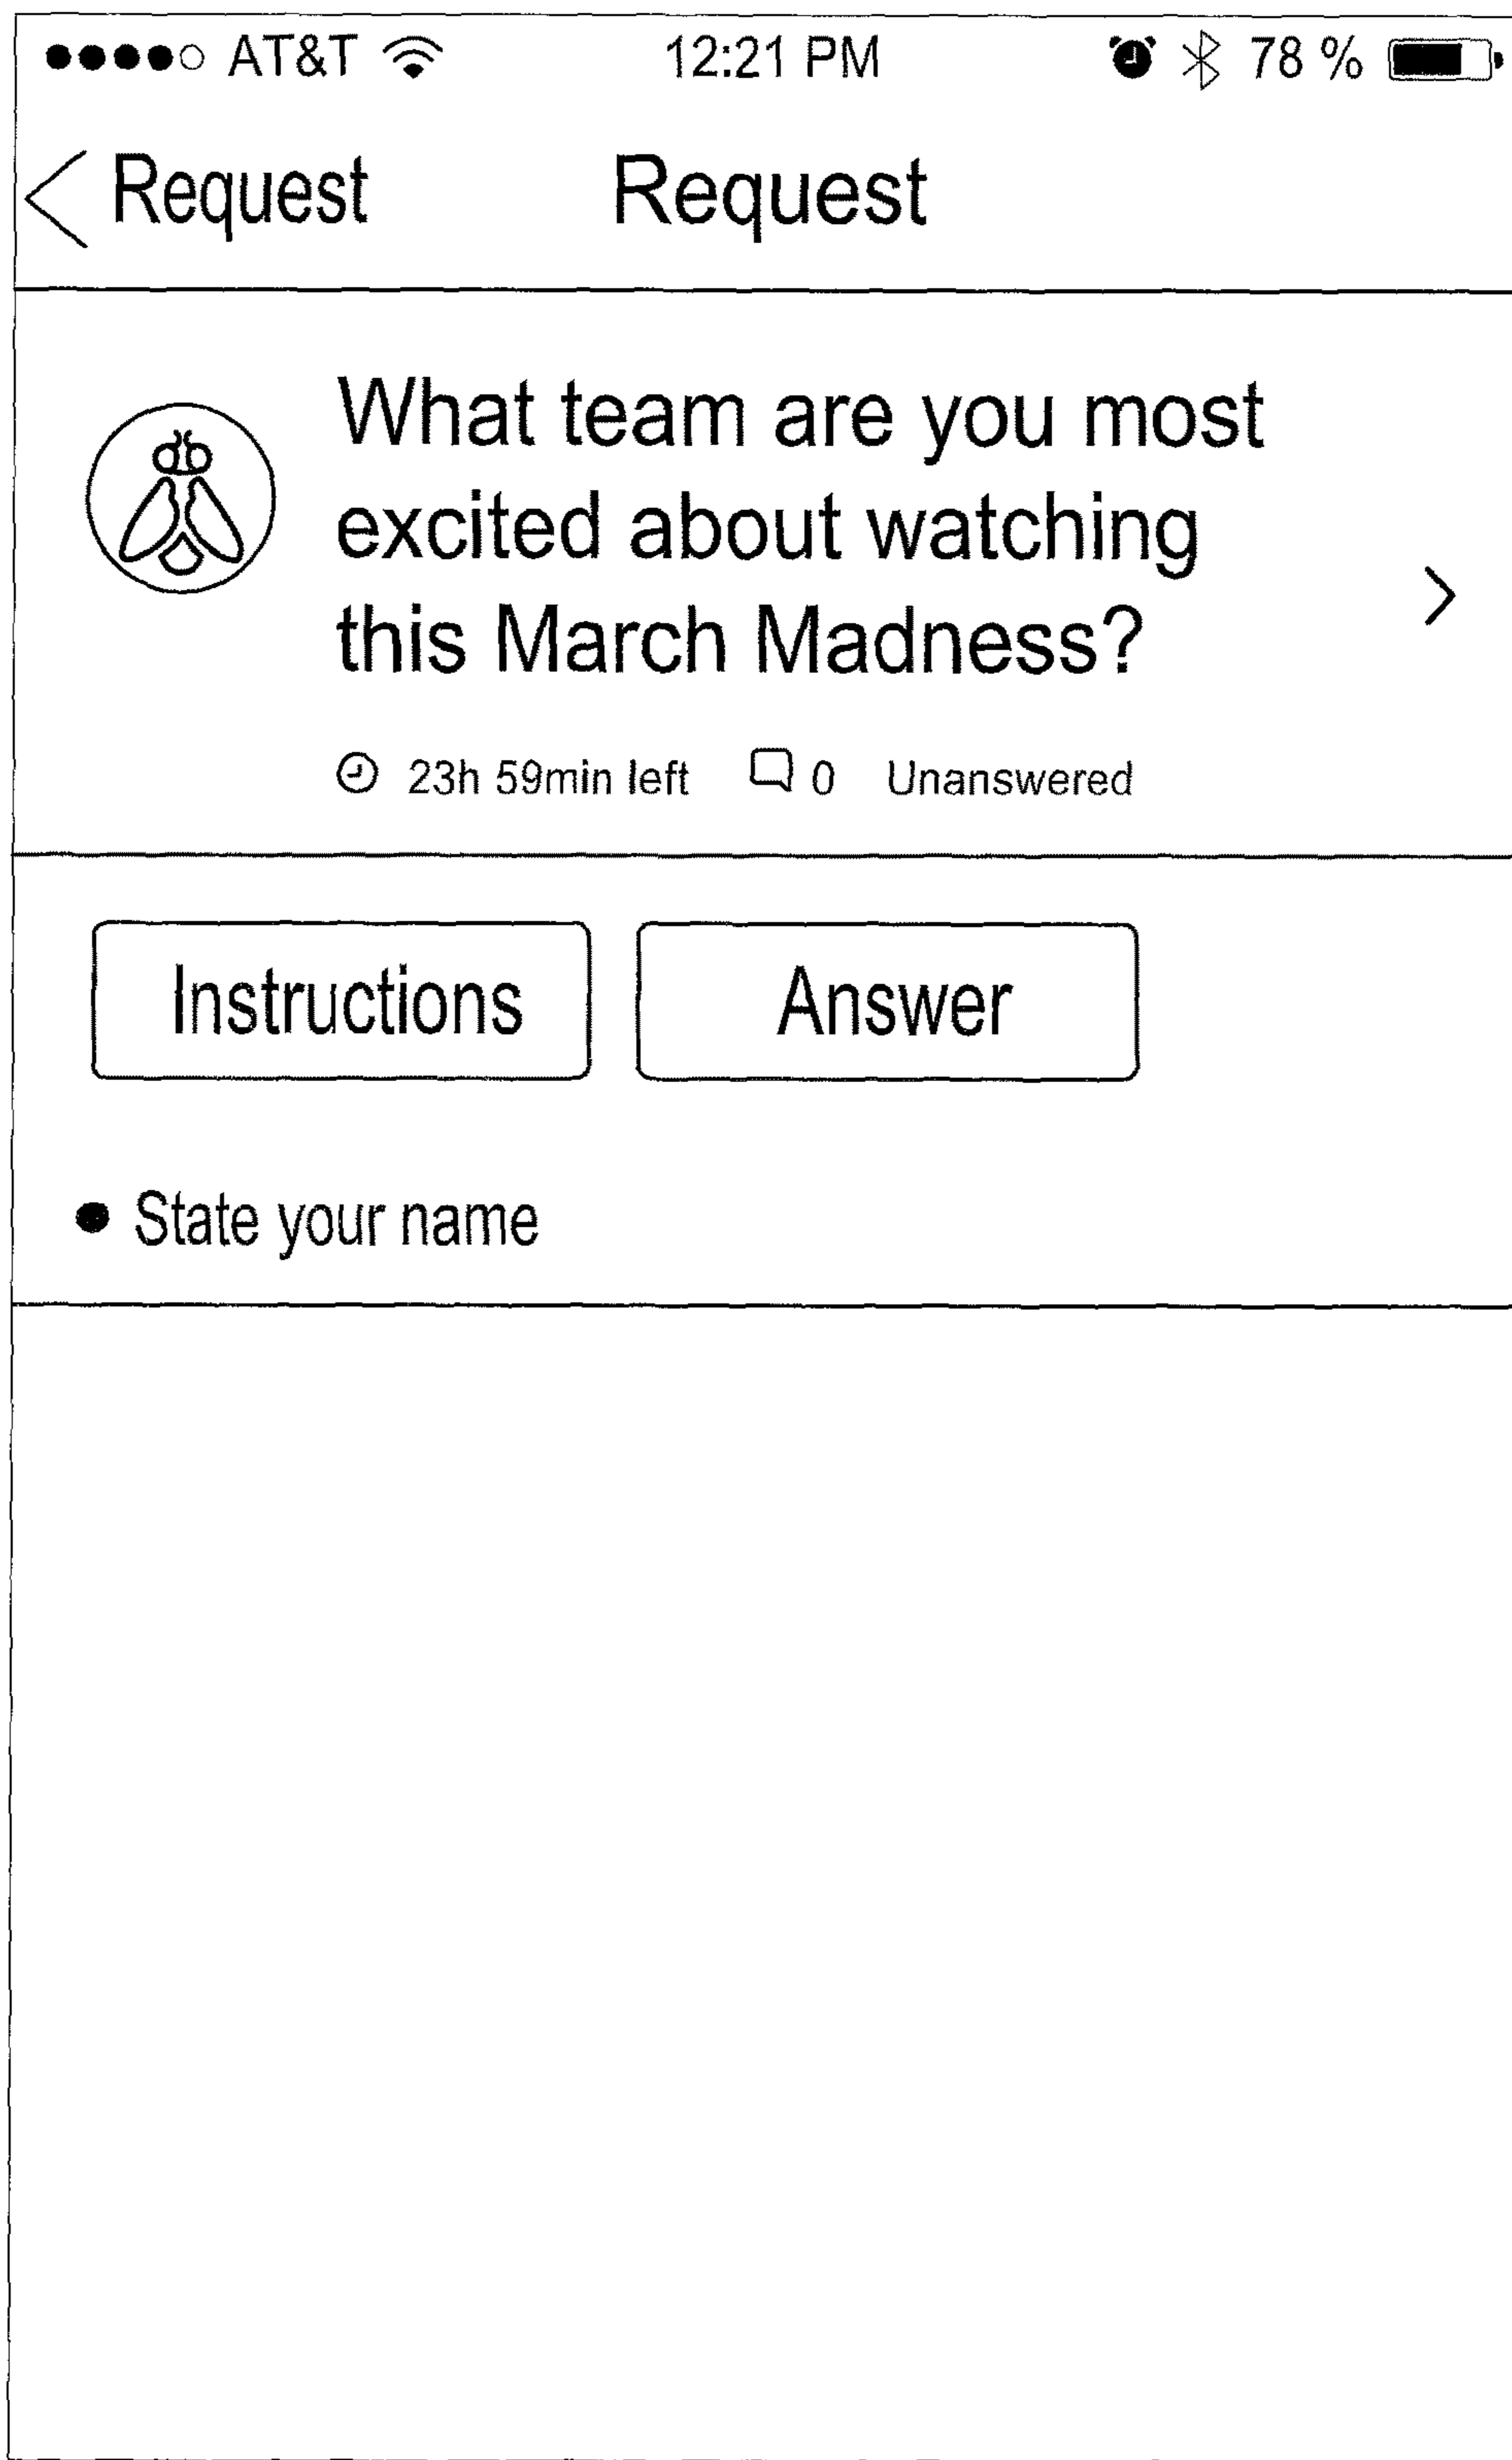 AT&T 12:21 PM 78 %
Request Request
What team are you most
excited about watching
this March Madness?
23h 59min left 0 Unanswered
Instructions Answer
• State your name